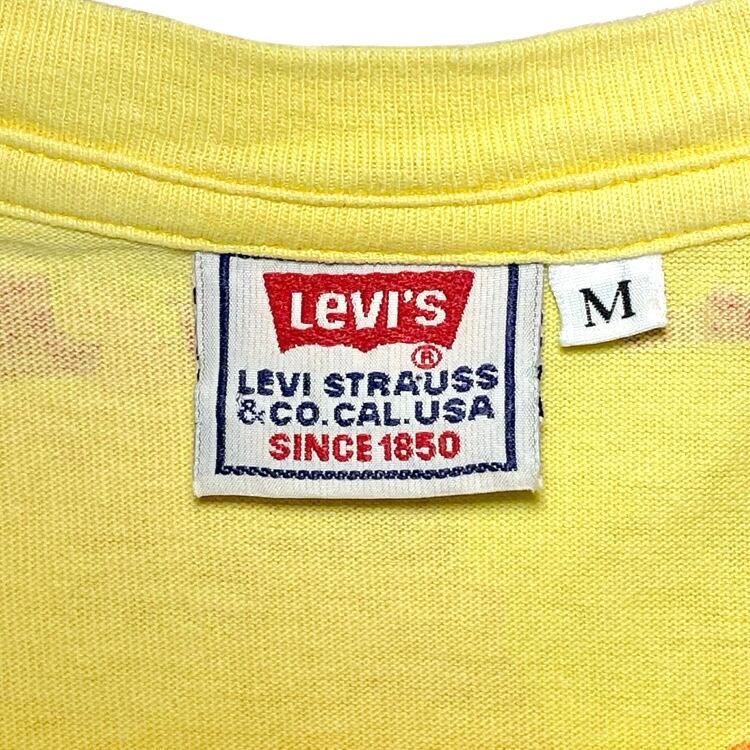 Levi's
®
LEVI STRAUSS
& CO. CAL. USA
SINCE 1850
M